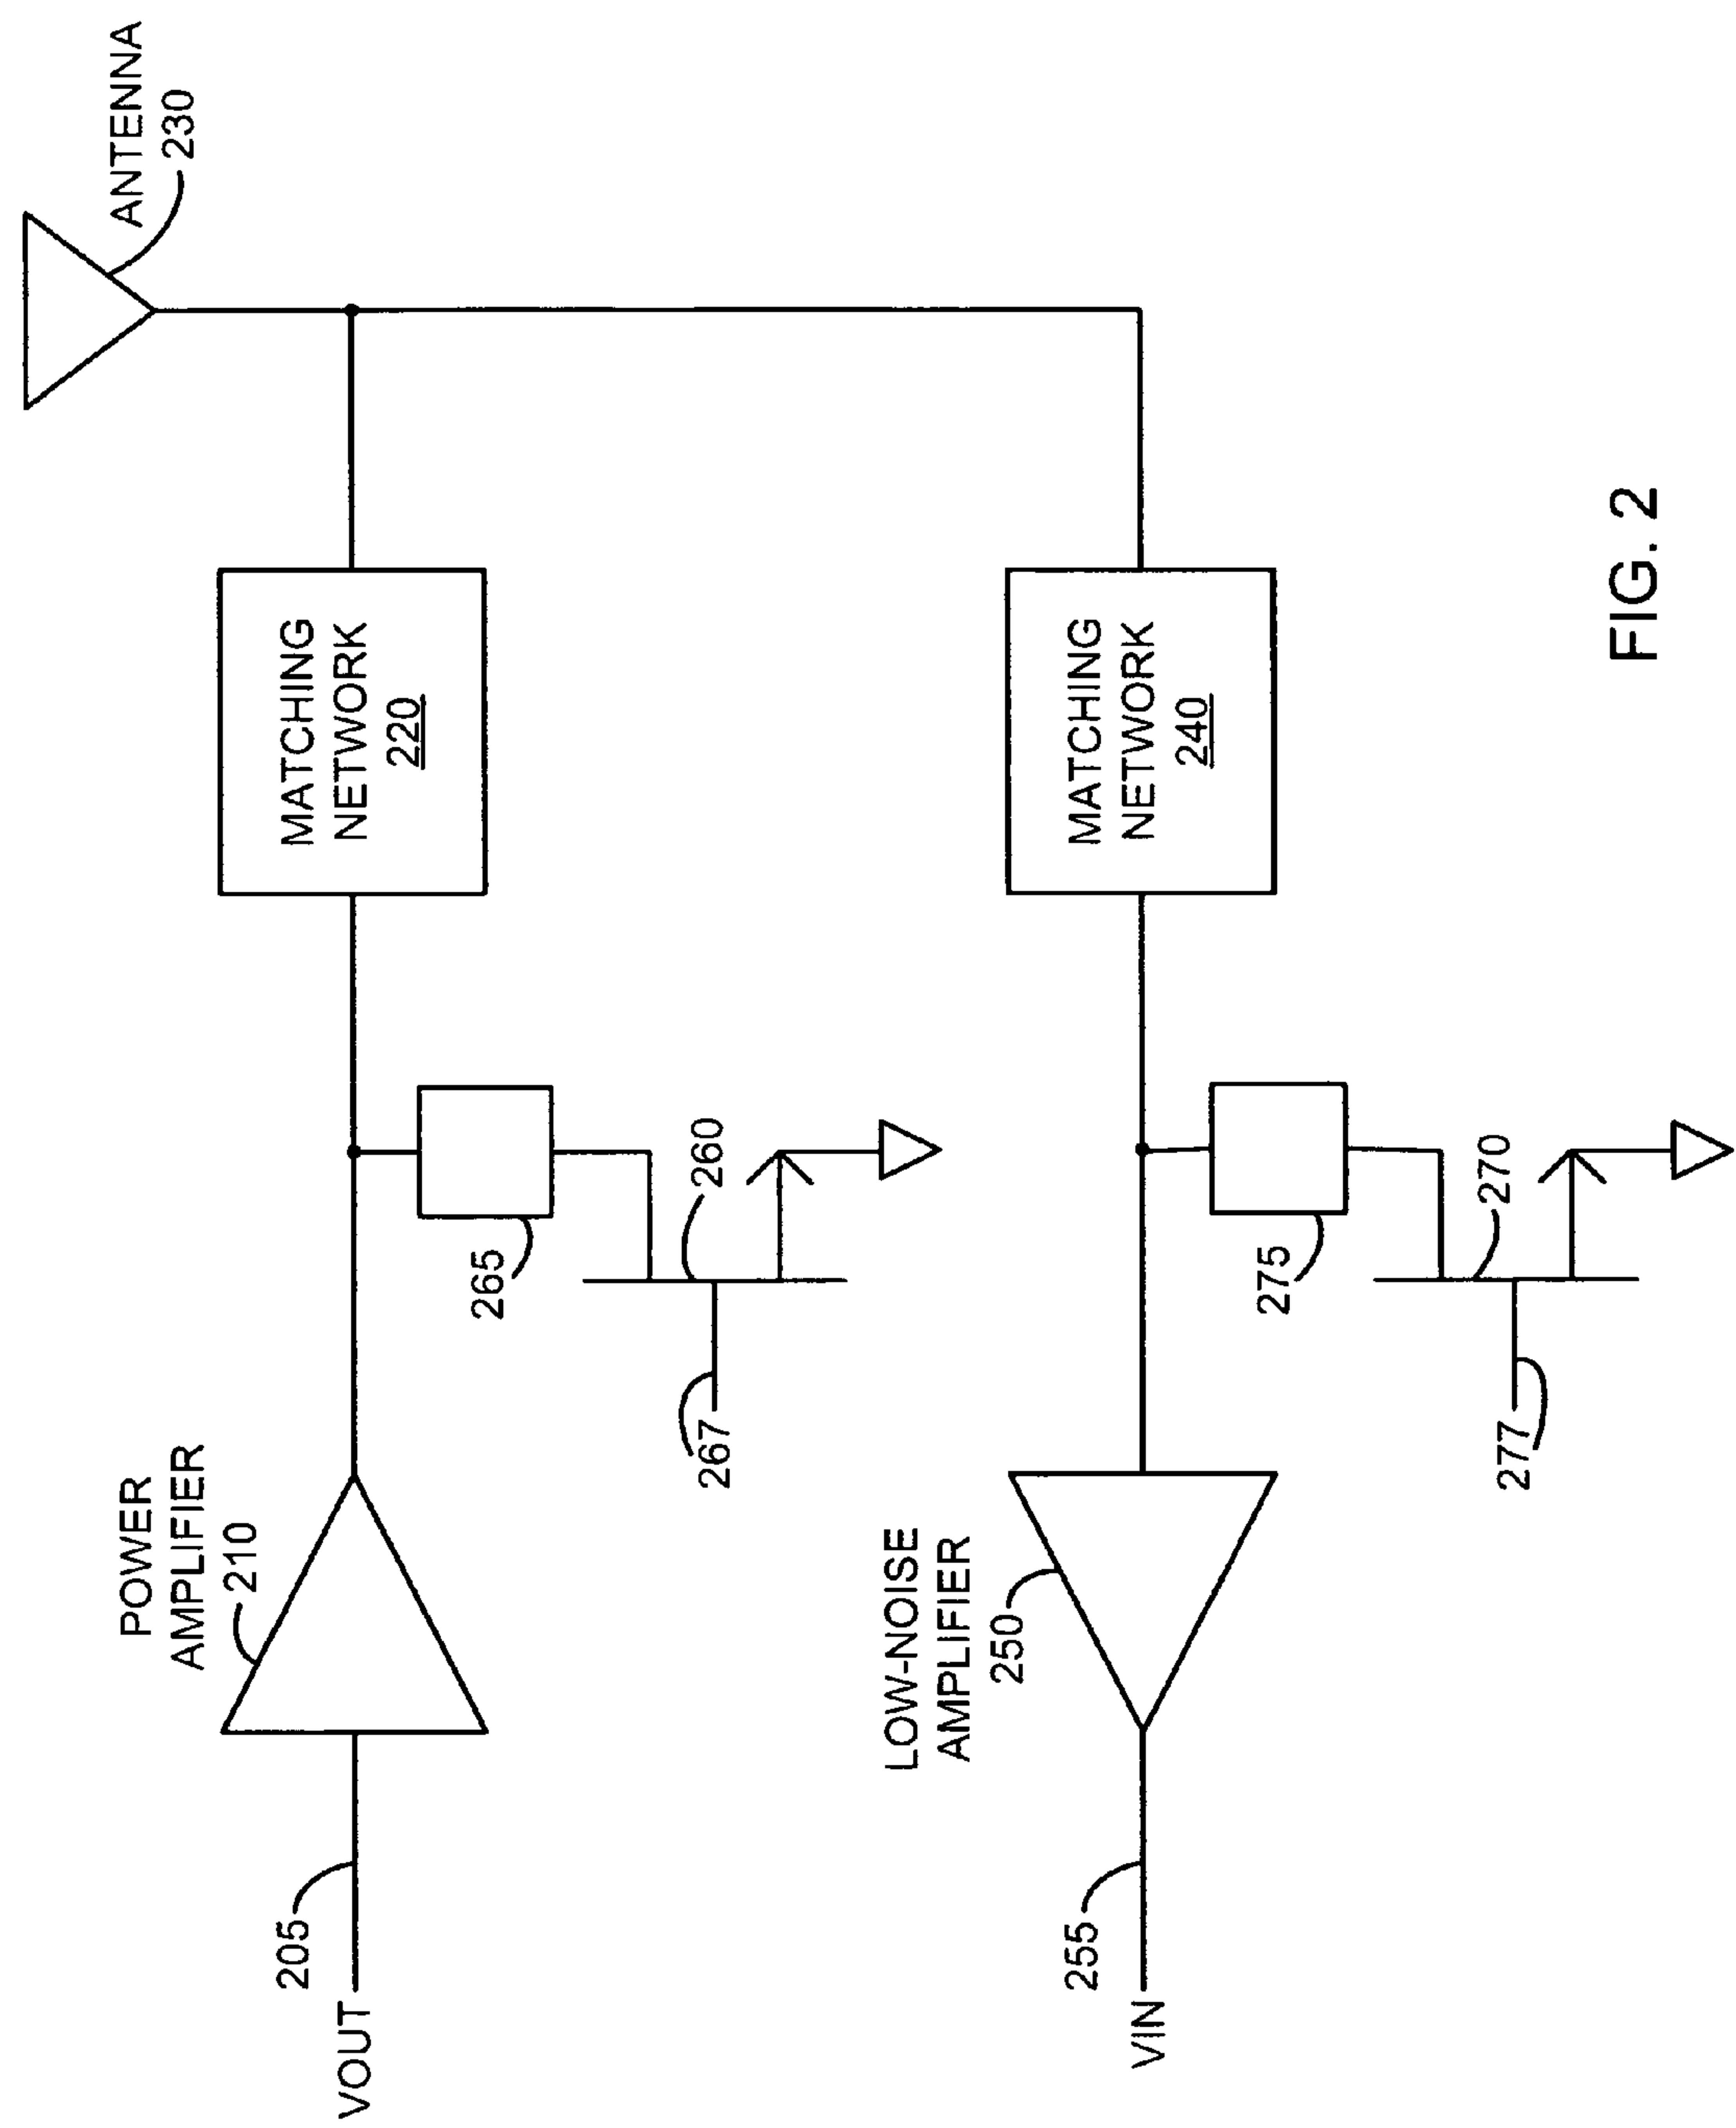 ANTENNA
230
MATCHING
NETWORK
220
265
260
267
POWER
AMPLIFIER
210
205
VOUT
MATCHING
NETWORK
240
275
270
277
LOW-NOISE
AMPLIFIER
250
255
VIN
FIG. 2